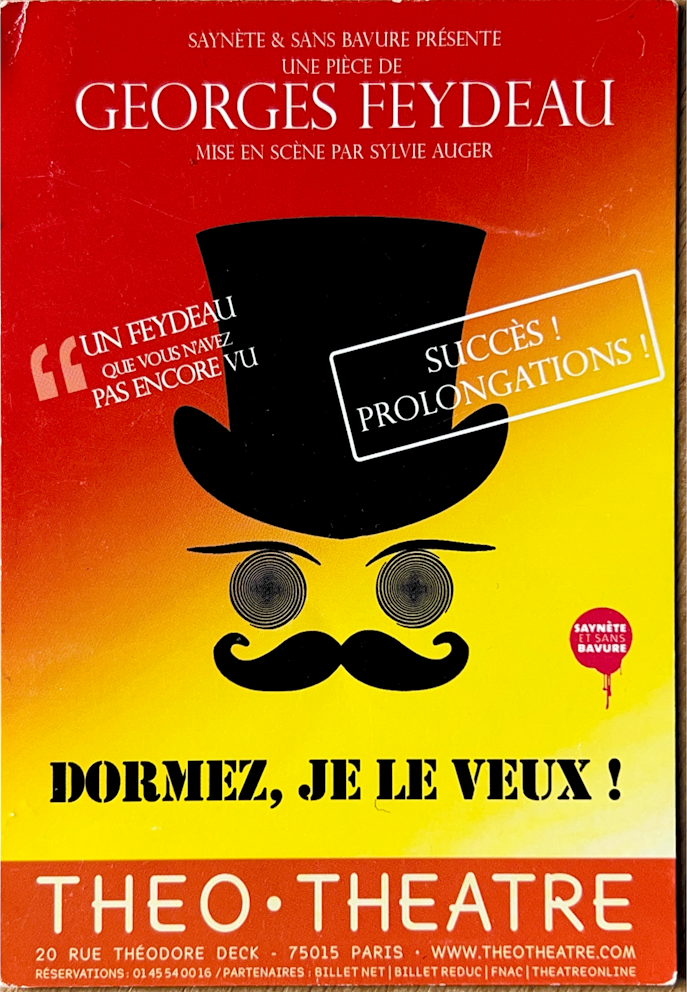 SAYNÈTE & SANS BAVURE PRÉSENTE
UNE PIÈCE DE
GEORGES FEYDEAU
MISE EN SCÈNE PAR SYLVIE AUGER
“UN FEYDEAU
QUE VOUS N'AVEZ
PAS ENCORE VU
SUCCÈS !
PROLONGATIONS !
SAYNÈTE
ET SANS
BAVURE
DORMEZ, JE LE VEUX !
THEO•THEATRE
20 RUE THÉODORE DECK - 75015 PARIS • WWW.THEOTHEATRE.COM
RÉSERVATIONS : 01 45 54 00 16 / PARTENAIRES : BILLET NET | BILLET REDUC | FNAC | THEATREONLINE